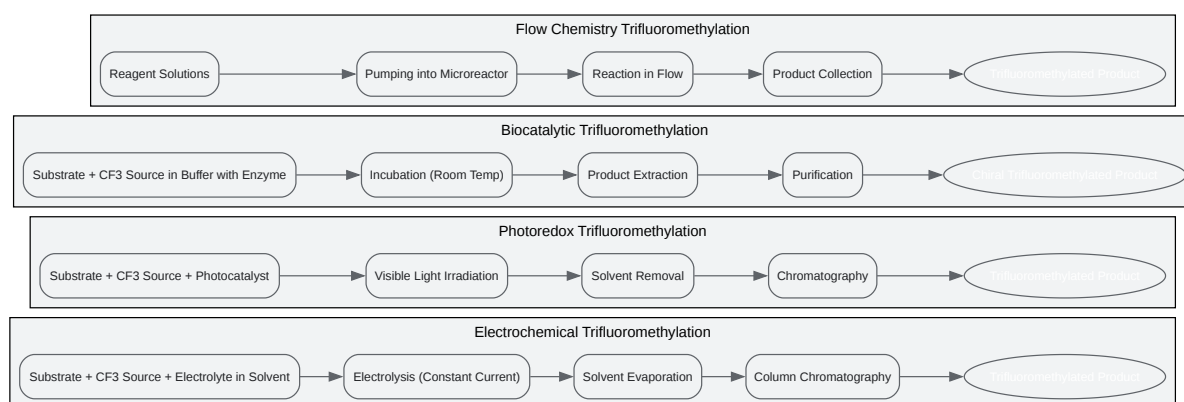 Flow Chemistry Trifluoromethylation
Reagent Solutions
Pumping into Microreactor
Reaction in Flow
Product Collection
Trifluoromethylated Product
Biocatalytic Trifluoromethylation
Substrate + CF3 Source in Buffer with Enzyme
Incubation (Room Temp)
Product Extraction
Purification
Chiral Trifluoromethylated Product
Photoredox Trifluoromethylation
Substrate + CF3 Source + Photocatalyst
Visible Light Irradiation
Solvent Removal
Chromatography
Trifluoromethylated Product
Electrochemical Trifluoromethylation
Substrate + CF3 Source + Electrolyte in Solvent
Electrolysis (Constant Current)
Solvent Evaporation
Column Chromatography
Trifluoromethylated Product